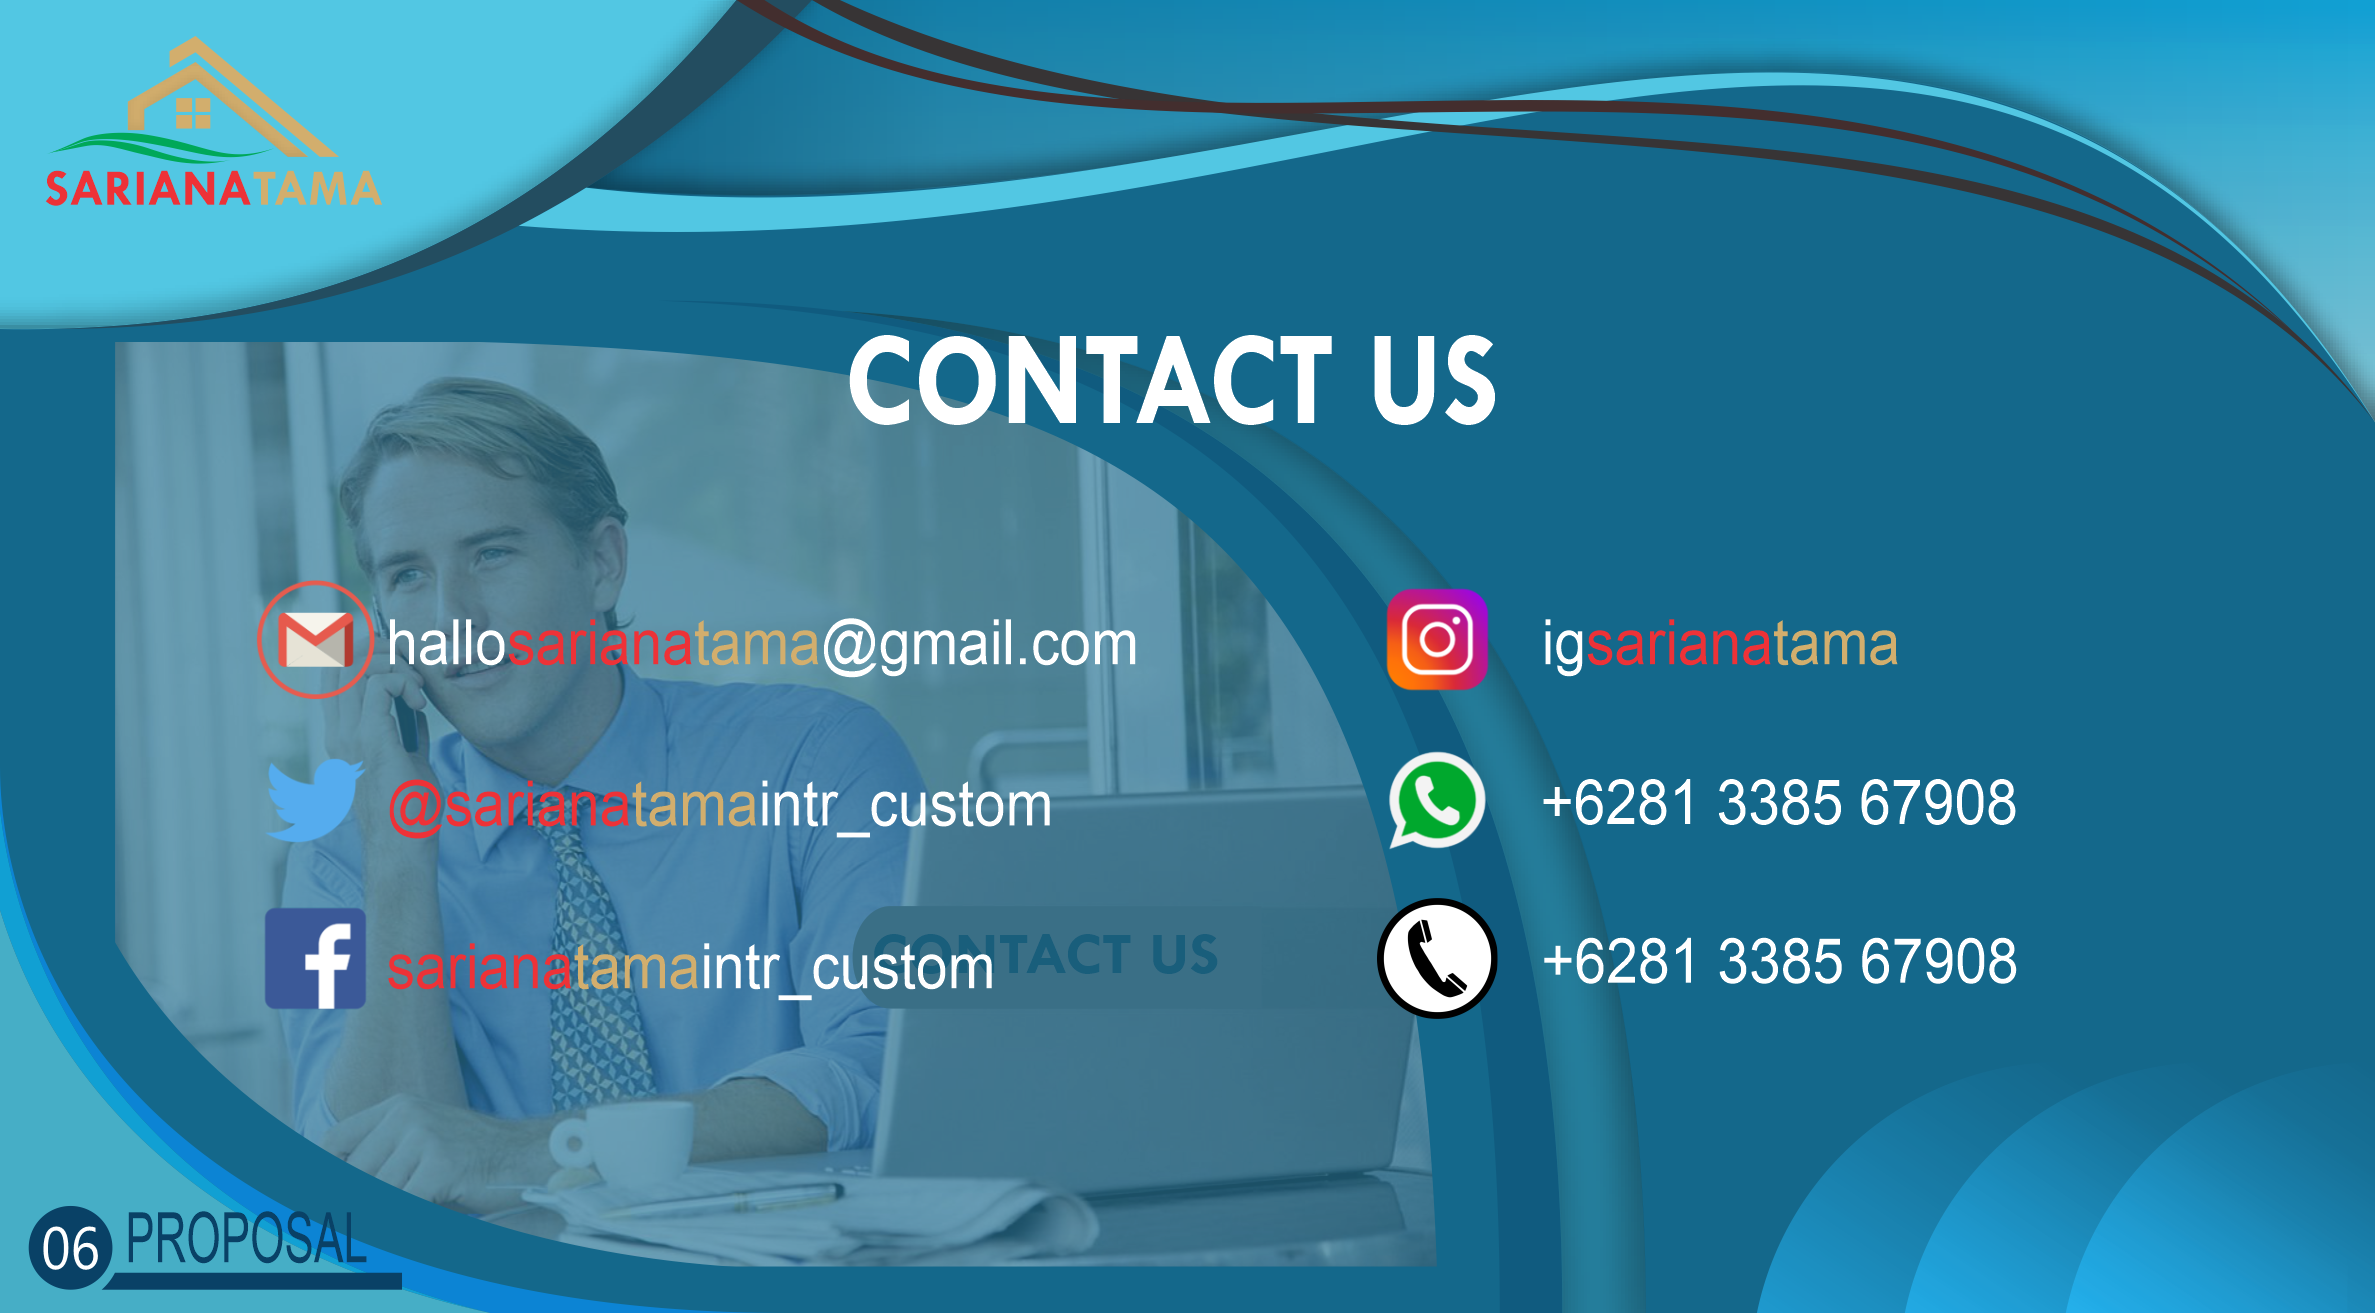 SARIANATAMA
CONTACT US
hallosarianatama@gmail.com
@sarianatamaintr_custom
sarianatamaintr_custom
CONTACT US
igsarianatama
+6281 3385 67908
+6281 3385 67908
06 PROPOSAL